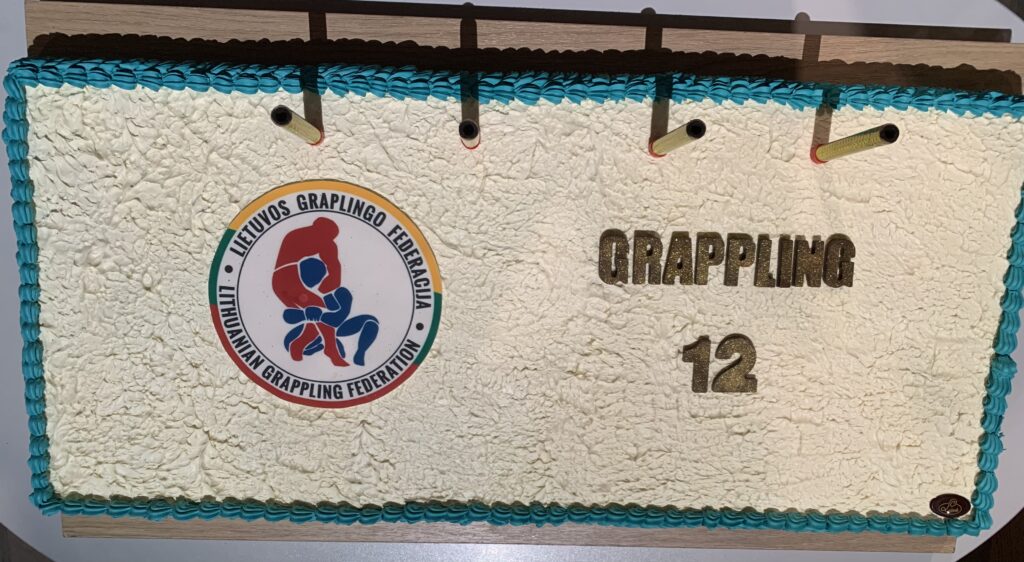 LIETUVOS GRAPLINGO FEDERACIJA
LITHUANIAN GRAPPLING FEDERATION
GRAPPLING
12